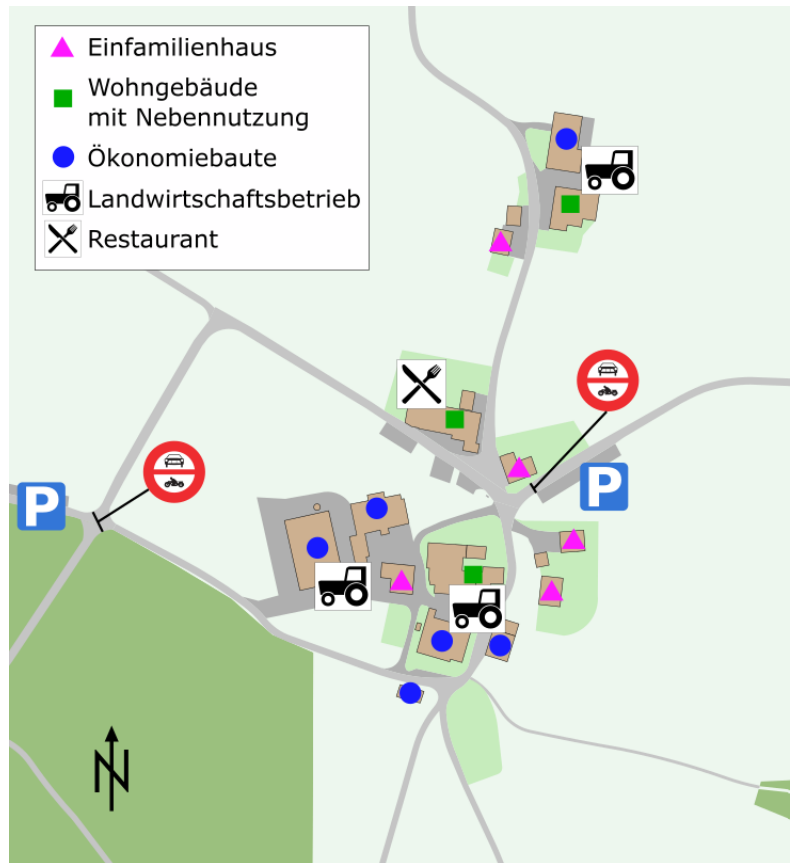 Einfamilienhaus
Wohngebäude
mit Nebennutzung
Ökonomiebaute
Landwirtschaftsbetrieb
Restaurant
P
P
N